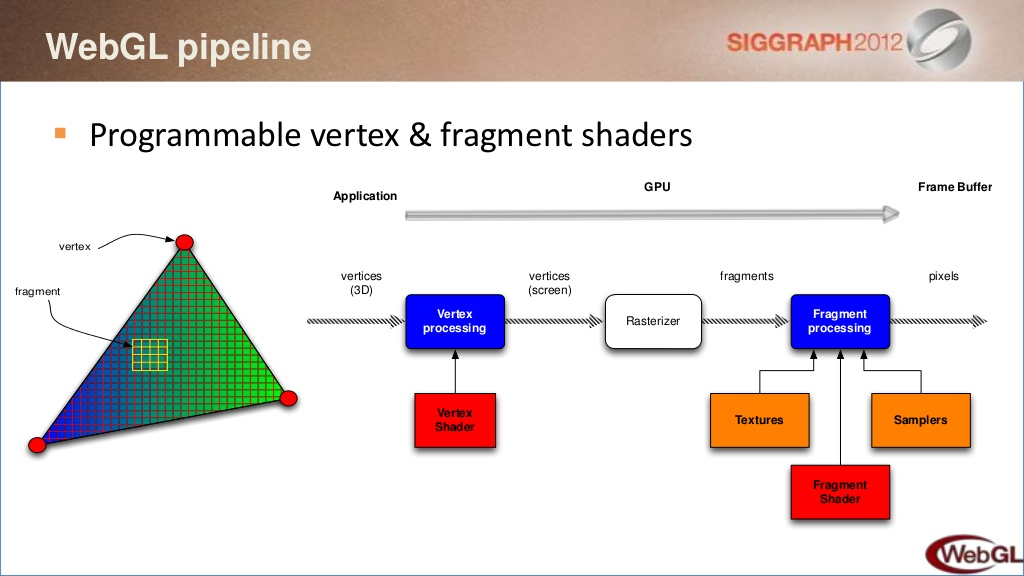 WebGL pipeline
SIGGRAPH2012
Programmable vertex & fragment shaders
Application
GPU
Frame Buffer
vertex
fragment
vertices
(3D)
vertices
(screen)
fragments
pixels
Vertex
processing
Rasterizer
Fragment
processing
Vertex
Shader
Textures
Samplers
Fragment
Shader
WebGL